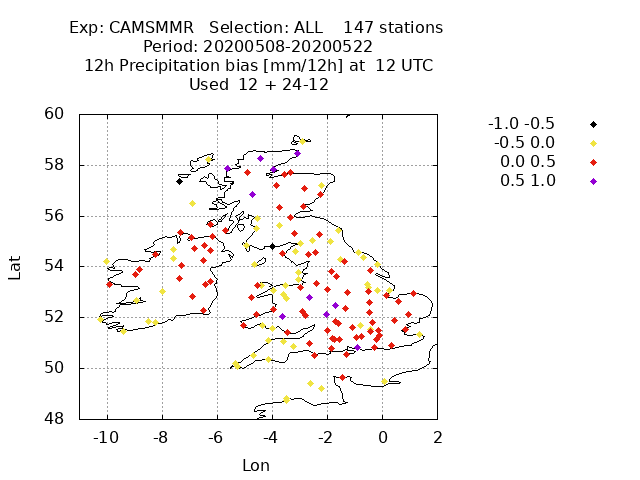 Exp: CAMSMMR   Selection: ALL    147 stations
Period: 20200508-20200522
12h Precipitation bias [mm/12h] at  12 UTC
Used  12 + 24-12
-1.0 -0.5
-0.5 0.0
0.0 0.5
0.5 1.0
Lat
60
58
56
54
52
50
48
-10 -8 -6 -4 -2 0 2
Lon